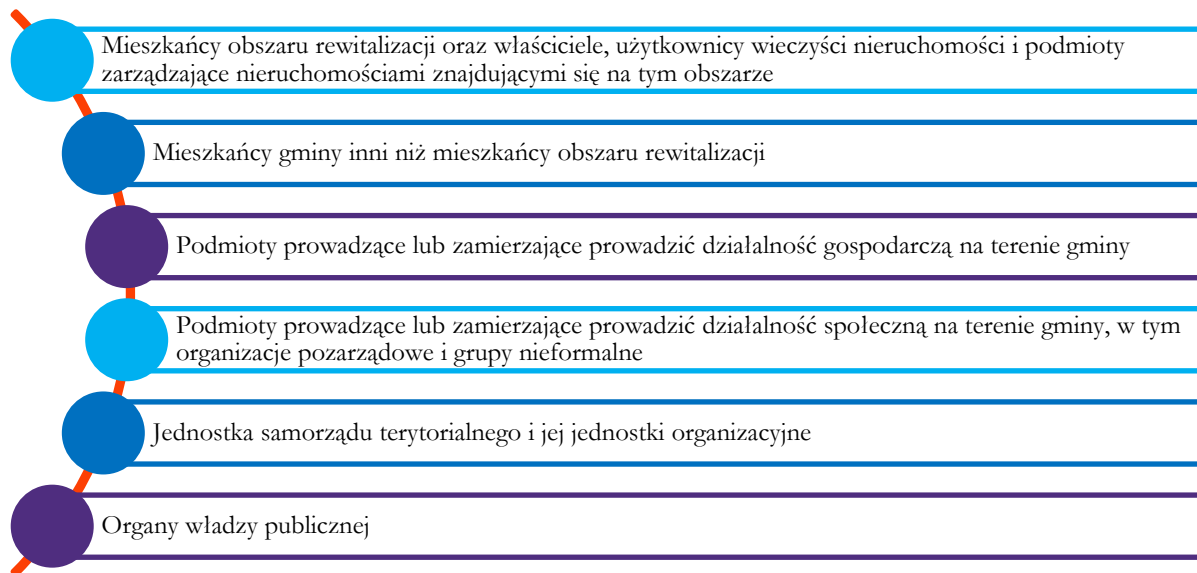 Mieszkańcy obszaru rewitalizacji oraz właściciele, użytkownicy wieczyści nieruchomości i podmioty
zarządzające nieruchomościami znajdującymi się na tym obszarze
Mieszkańcy gminy inni niż mieszkańcy obszaru rewitalizacji
Podmioty prowadzące lub zamierzające prowadzić działalność gospodarczą na terenie gminy
Podmioty prowadzące lub zamierzające prowadzić działalność społeczną na terenie gminy, w tym
organizacje pozarządowe i grupy nieformalne
Jednostka samorządu terytorialnego i jej jednostki organizacyjne
Organy władzy publicznej